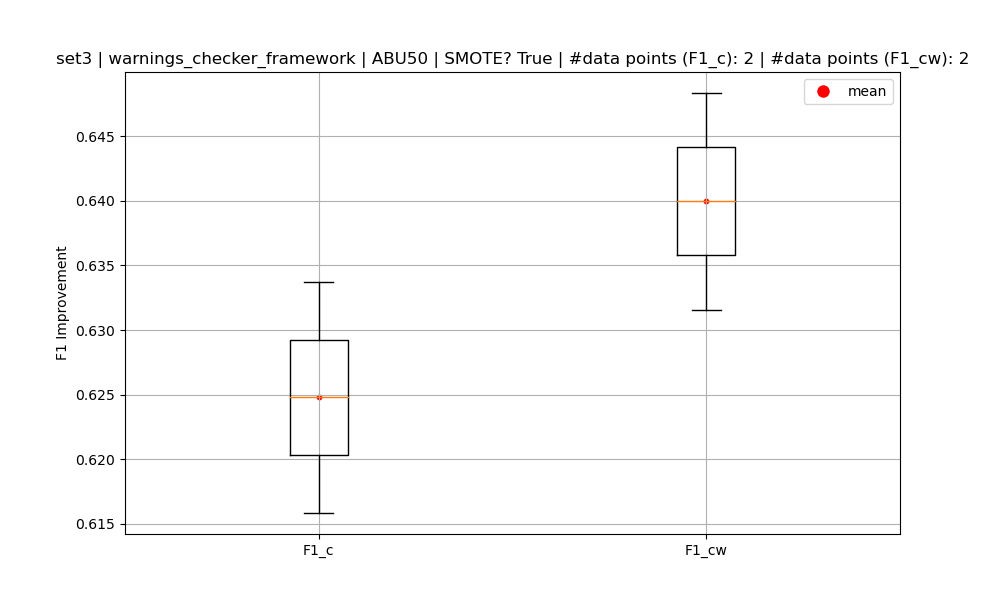 set3 | warnings_checker_framework | ABU50 | SMOTE? True | #data points (F1_c): 2 | #data points (F1_cw): 2
mean
0.645
0.640
0.635
0.630
0.625
0.620
0.615
F1 Improvement
F1_c
F1_cw